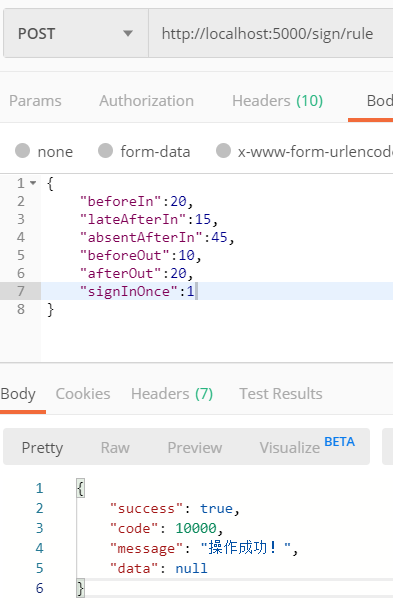 POST http://localhost:5000/sign/rule
Params Authorization Headers (10) Bod
none form-data x-www-form-urlencode
1 {
2 "beforeIn":20,
3 "lateAfterIn":15,
4 "absentAfterIn":45,
5 "beforeOut":10,
6 "afterOut":20,
7 "signInOnce":1
8 }
Body Cookies Headers (7) Test Results
Pretty Raw Preview Visualize BETA
1 {
2 "success": true,
3 "code": 10000,
4 "message": "操作成功！",
5 "data": null
6 }